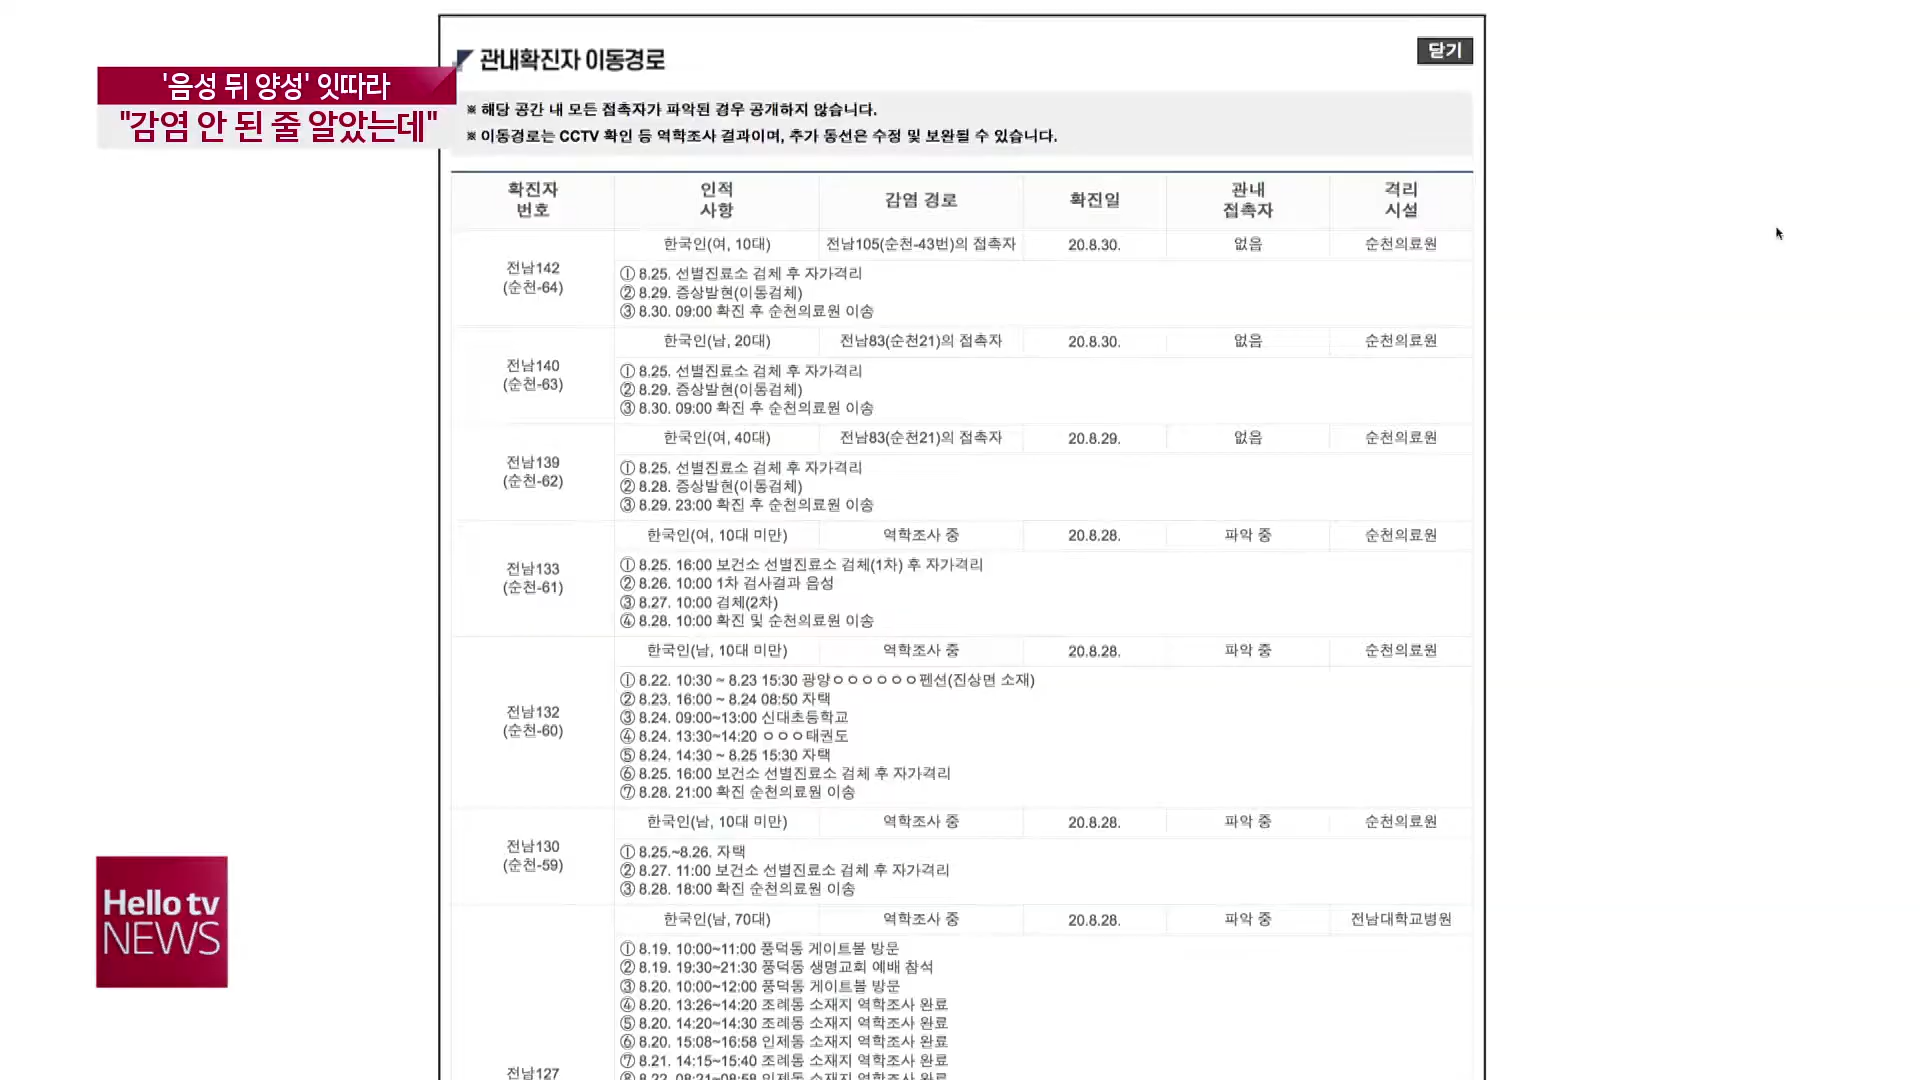 관내확진자 이동경로
닫기
'음성 뒤 양성' 잇따라
"감염 안 된 줄 알았는데"
※ 해당 공간 내 모든 접촉자가 파악된 경우 공개하지 않습니다.
※ 이동경로는 CCTV 확인 등 역학조사 결과이며, 추가 동선은 수정 및 보완될 수 있습니다.
확진자 번호 인적 사항 감염 경로 확진일 관내 접촉자 격리 시설
전남142 (순천-64)
한국인(여, 10대) 전남105(순천-43번)의 접촉자 20.8.30. 없음 순천의료원
① 8.25. 선별진료소 검체 후 자가격리
② 8.29. 증상발현(이동검체)
③ 8.30. 09:00 확진 후 순천의료원 이송
전남140 (순천-63)
한국인(남, 20대) 전남83(순천21)의 접촉자 20.8.30. 없음 순천의료원
① 8.25. 선별진료소 검체 후 자가격리
② 8.29. 증상발현(이동검체)
③ 8.30. 09:00 확진 후 순천의료원 이송
전남139 (순천-62)
한국인(여, 40대) 전남83(순천21)의 접촉자 20.8.29. 없음 순천의료원
① 8.25. 선별진료소 검체 후 자가격리
② 8.28. 증상발현(이동검체)
③ 8.29. 23:00 확진 후 순천의료원 이송
전남133 (순천-61)
한국인(여, 10대 미만) 역학조사 중 20.8.28. 파악 중 순천의료원
① 8.25. 16:00 보건소 선별진료소 검체(1차) 후 자가격리
② 8.26. 10:00 1차 검사결과 음성
③ 8.27. 10:00 검체(2차)
④ 8.28. 10:00 확진 및 순천의료원 이송
전남132 (순천-60)
한국인(남, 10대 미만) 역학조사 중 20.8.28. 파악 중 순천의료원
① 8.22. 10:30 ~ 8.23 15:30 광양ㅇㅇㅇㅇㅇㅇ펜션(진상면 소재)
② 8.23. 16:00 ~ 8.24 08:50 자택
③ 8.24. 09:00~13:00 신대초등학교
④ 8.24. 13:30~14:20 ㅇㅇㅇ태권도
⑤ 8.24. 14:30 ~ 8.25 15:30 자택
⑥ 8.25. 16:00 보건소 선별진료소 검체 후 자가격리
⑦ 8.28. 21:00 확진 순천의료원 이송
전남130 (순천-59)
한국인(남, 10대 미만) 역학조사 중 20.8.28. 파악 중 순천의료원
① 8.25.~8.26. 자택
② 8.27. 11:00 보건소 선별진료소 검체 후 자가격리
③ 8.28. 18:00 확진 순천의료원 이송
한국인(남, 70대) 역학조사 중 20.8.28. 파악 중 전남대학교병원
① 8.19. 10:00~11:00 풍덕동 게이트볼 방문
② 8.19. 19:30~21:30 풍덕동 생명교회 예배 참석
③ 8.20. 10:00~12:00 풍덕동 게이트볼 방문
④ 8.20. 13:26~14:20 조례동 소재지 역학조사 완료
⑤ 8.20. 14:20~14:30 조례동 소재지 역학조사 완료
⑥ 8.20. 15:08~16:58 인제동 소재지 역학조사 완료
⑦ 8.21. 14:15~15:40 조례동 소재지 역학조사 완료
전남127
Hello tv
NEWS